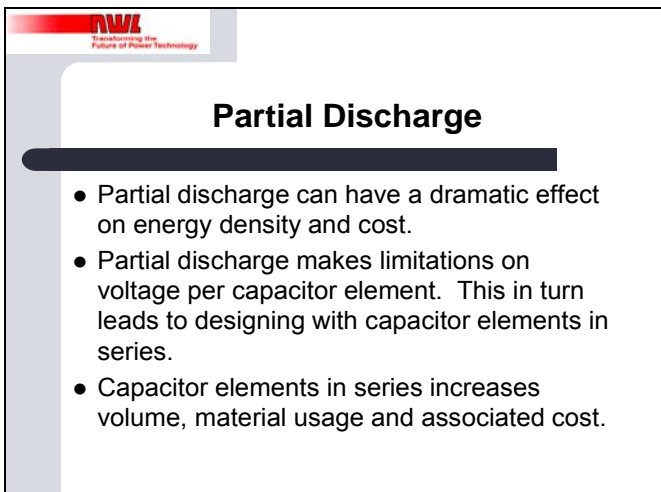 NWL
Transforming the
Future of Power Technology
Partial Discharge
● Partial discharge can have a dramatic effect
on energy density and cost.
● Partial discharge makes limitations on
voltage per capacitor element.  This in turn
leads to designing with capacitor elements in
series.
● Capacitor elements in series increases
volume, material usage and associated cost.